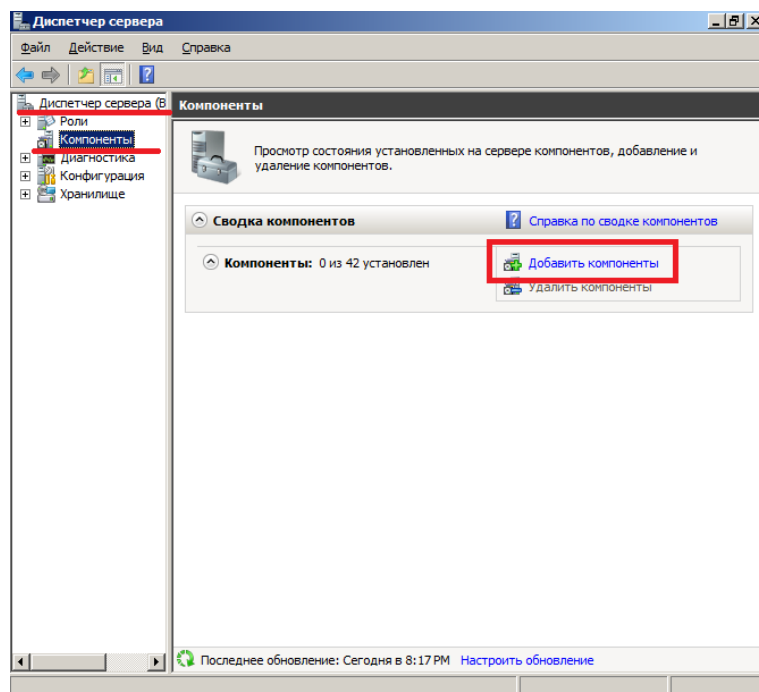 Диспетчер сервера
Файл Действие Вид Справка
Диспетчер сервера (В
Роли
Компоненты
Диагностика
Конфигурация
Хранилище
Компоненты
Просмотр состояния установленных на сервере компонентов, добавление и
удаление компонентов.
Сводка компонентов
Справка по сводке компонентов
Компоненты: 0 из 42 установлен
Добавить компоненты
Удалить компоненты
Последнее обновление: Сегодня в 8:17 PM Настроить обновление